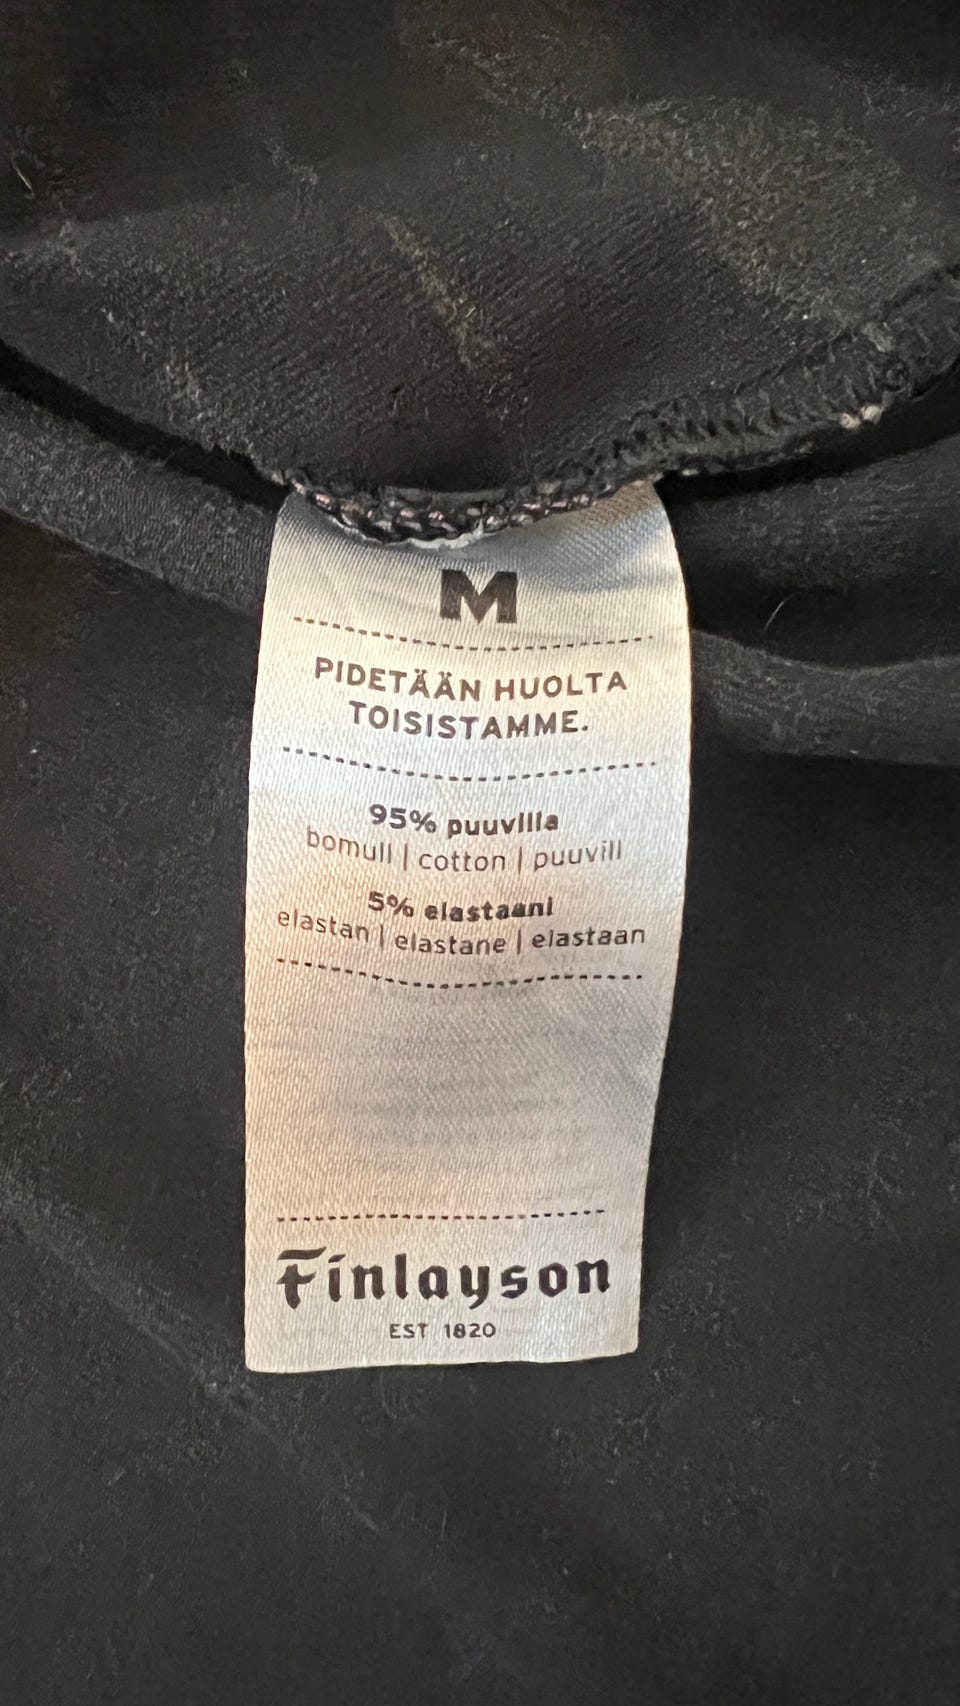 M
PIDETÄÄN HUOLTA
TOISISTAMME.
95% puuvilla
bomull | cotton | puuvill
5% elastaani
elastan | elastane | elastaan
Finlayson
EST 1820